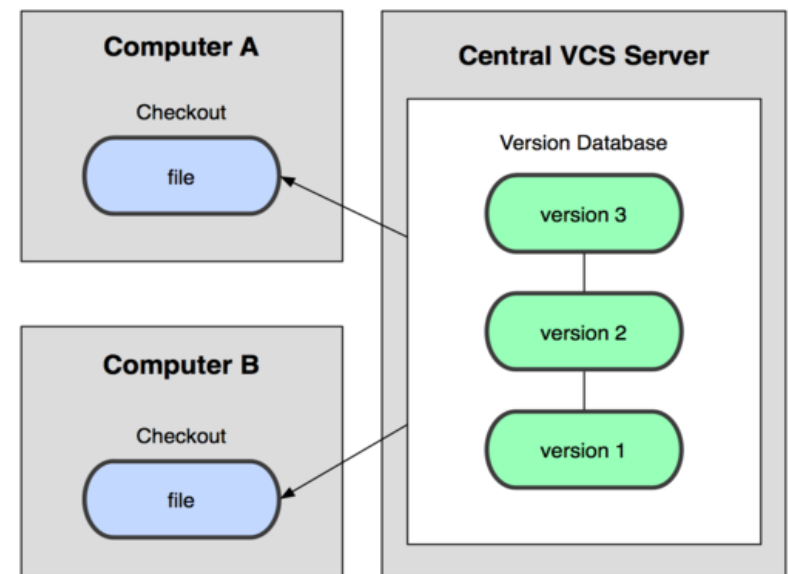 Computer A
Checkout
file
Computer B
Checkout
file
Central VCS Server
Version Database
version 3
version 2
version 1